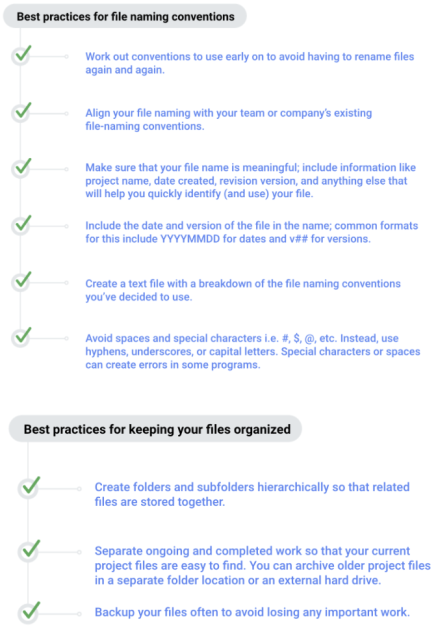 Best practices for file naming conventions
Work out conventions to use early on to avoid having to rename files
again and again.
Align your file naming with your team or company's existing
file-naming conventions.
Make sure that your file name is meaningful; include information like
project name, date created, revision version, and anything else that
will help you quickly identify (and use) your file.
Include the date and version of the file in the name; common formats
for this include YYYYMMDD for dates and v## for versions.
Create a text file with a breakdown of the file naming conventions
you've decided to use.
Avoid spaces and special characters i.e. #, $, @, etc. Instead, use
hyphens, underscores, or capital letters. Special characters or spaces
can create errors in some programs.
Best practices for keeping your files organized
Create folders and subfolders hierarchically so that related
files are stored together.
Separate ongoing and completed work so that your current
project files are easy to find. You can archive older project files
in a separate folder location or an external hard drive.
Backup your files often to avoid losing any important work.